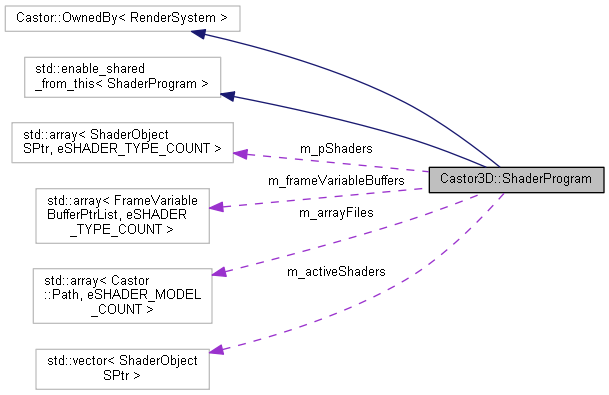 Castor::OwnedBy< RenderSystem >
std::enable_shared
_from_this< ShaderProgram >
std::array< ShaderObject
SPtr, eSHADER_TYPE_COUNT >
m_pShaders
Castor3D::ShaderProgram
m_frameVariableBuffers
std::array< FrameVariable
BufferPtrList, eSHADER
_TYPE_COUNT >
m_arrayFiles
std::array< Castor
::Path, eSHADER_MODEL
_COUNT >
m_activeShaders
std::vector< ShaderObject
SPtr >